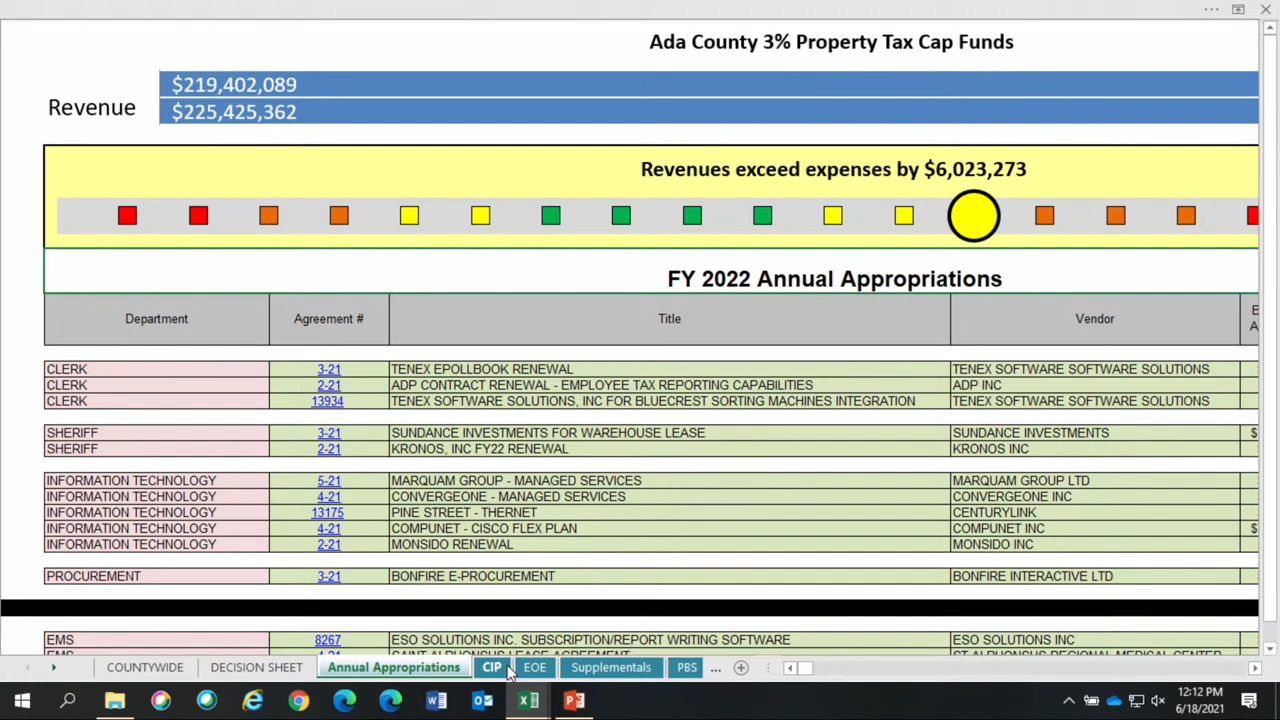 Ada County 3% Property Tax Cap Funds
Revenue
$219,402,089
$225,425,362
Revenues exceed expenses by $6,023,273
FY 2022 Annual Appropriations
Department Agreement # Title Vendor
CLERK 3-21 TENEX EPOLLBOOK RENEWAL TENEX SOFTWARE SOFTWARE SOLUTIONS
CLERK 2-21 ADP CONTRACT RENEWAL - EMPLOYEE TAX REPORTING CAPABILITIES ADP INC
CLERK 13934 TENEX SOFTWARE SOLUTIONS, INC FOR BLUECREST SORTING MACHINES INTEGRATION TENEX SOFTWARE SOFTWARE SOLUTIONS
SHERIFF 3-21 SUNDANCE INVESTMENTS FOR WAREHOUSE LEASE SUNDANCE INVESTMENTS $
SHERIFF 2-21 KRONOS, INC FY22 RENEWAL KRONOS INC
INFORMATION TECHNOLOGY 5-21 MARQUAM GROUP - MANAGED SERVICES MARQUAM GROUP LTD
INFORMATION TECHNOLOGY 4-21 CONVERGEONE - MANAGED SERVICES CONVERGEONE INC
INFORMATION TECHNOLOGY 13175 PINE STREET - THERNET CENTURYLINK
INFORMATION TECHNOLOGY 4-21 COMPUNET - CISCO FLEX PLAN COMPUNET INC $
INFORMATION TECHNOLOGY 2-21 MONSIDO RENEWAL MONSIDO INC
PROCUREMENT 3-21 BONFIRE E-PROCUREMENT BONFIRE INTERACTIVE LTD
EMS 8267 ESO SOLUTIONS INC. SUBSCRIPTION/REPORT WRITING SOFTWARE ESO SOLUTIONS INC
COUNTYWIDE DECISION SHEET Annual Appropriations CIP EOE Supplementals PBS ...
12:12 PM
6/18/2021